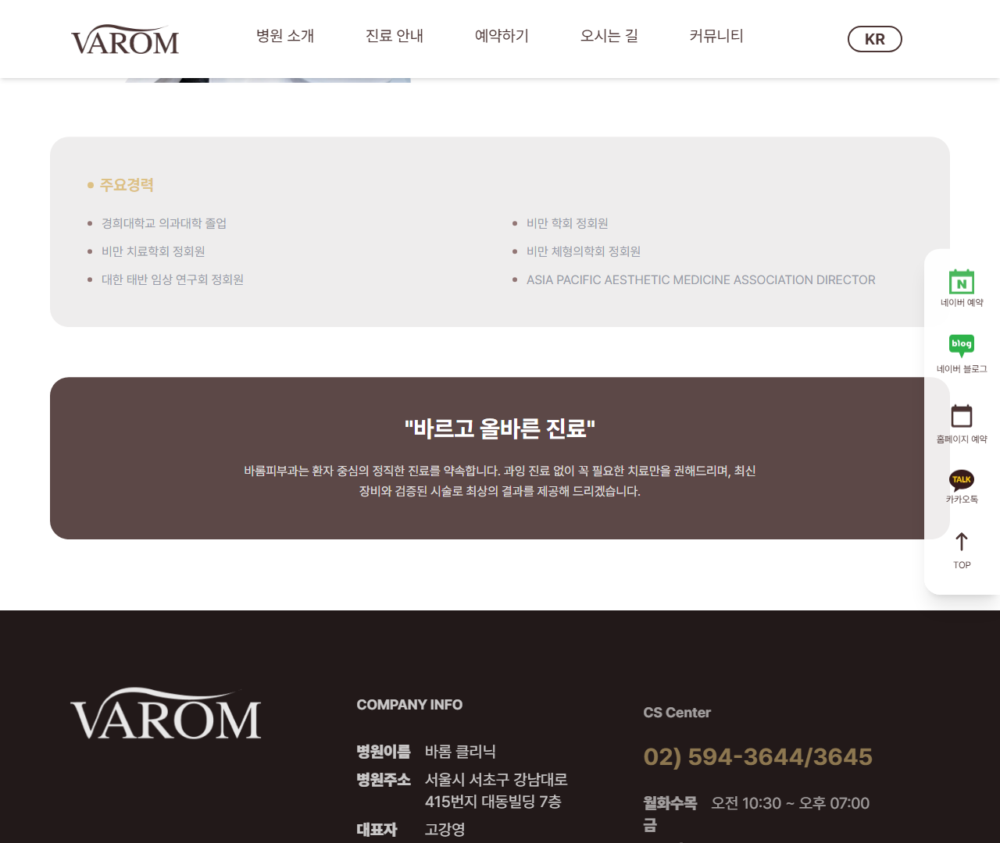 VAROM
병원 소개
진료 안내
예약하기
오시는 길
커뮤니티
KR
주요경력
경희대학교 의과대학 졸업
비만 학회 정회원
비만 치료학회 정회원
비만 체형의학회 정회원
대한 태반 임상 연구회 정회원
ASIA PACIFIC AESTHETIC MEDICINE ASSOCIATION DIRECTOR
N
네이버 예약
blog
네이버 블로그
홈페이지 예약
TALK
카카오톡
TOP
"바르고 올바른 진료"
바롬피부과는 환자 중심의 정직한 진료를 약속합니다. 과잉 진료 없이 꼭 필요한 치료만을 권해드리며, 최신
장비와 검증된 시술로 최상의 결과를 제공해 드리겠습니다.
VAROM
COMPANY INFO
병원이름 바롬 클리닉
병원주소 서울시 서초구 강남대로
415번지 대동빌딩 7층
대표자 고강영
CS Center
02) 594-3644/3645
월화수목 오전 10:30 ~ 오후 07:00
금